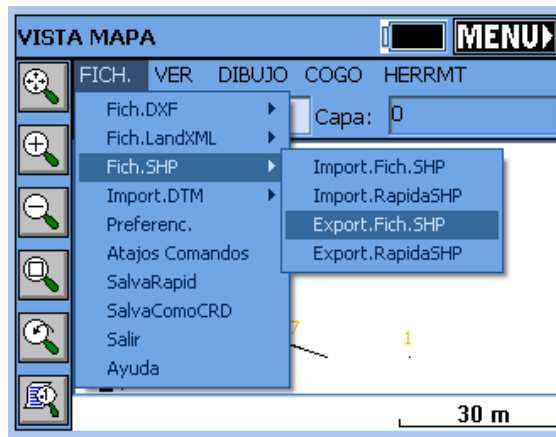 VISTA MAPA MENU
FICH. VER DIBUJO COGO HERRMT
Capa: 0
Fich.DXF
Fich.LandXML
Fich.SHP
Import.DTM
Preferenc.
Atajos Comandos
SalvaRapid
SalvaComoCRD
Salir
Ayuda
Import.Fich.SHP
Import.RapidaSHP
Export.Fich.SHP
Export.RapidaSHP
7 1
30 m